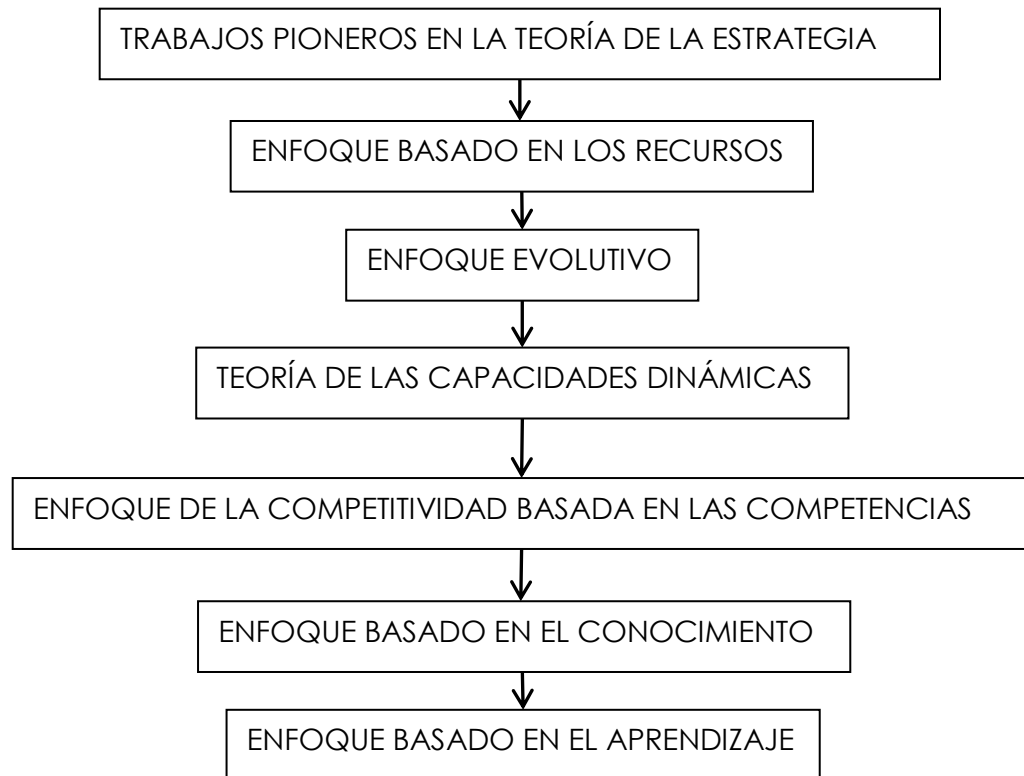 TRABAJOS PIONEROS EN LA TEORÍA DE LA ESTRATEGIA
ENFOQUE BASADO EN LOS RECURSOS
ENFOQUE EVOLUTIVO
TEORÍA DE LAS CAPACIDADES DINÁMICAS
ENFOQUE DE LA COMPETITIVIDAD BASADA EN LAS COMPETENCIAS
ENFOQUE BASADO EN EL CONOCIMIENTO
ENFOQUE BASADO EN EL APRENDIZAJE